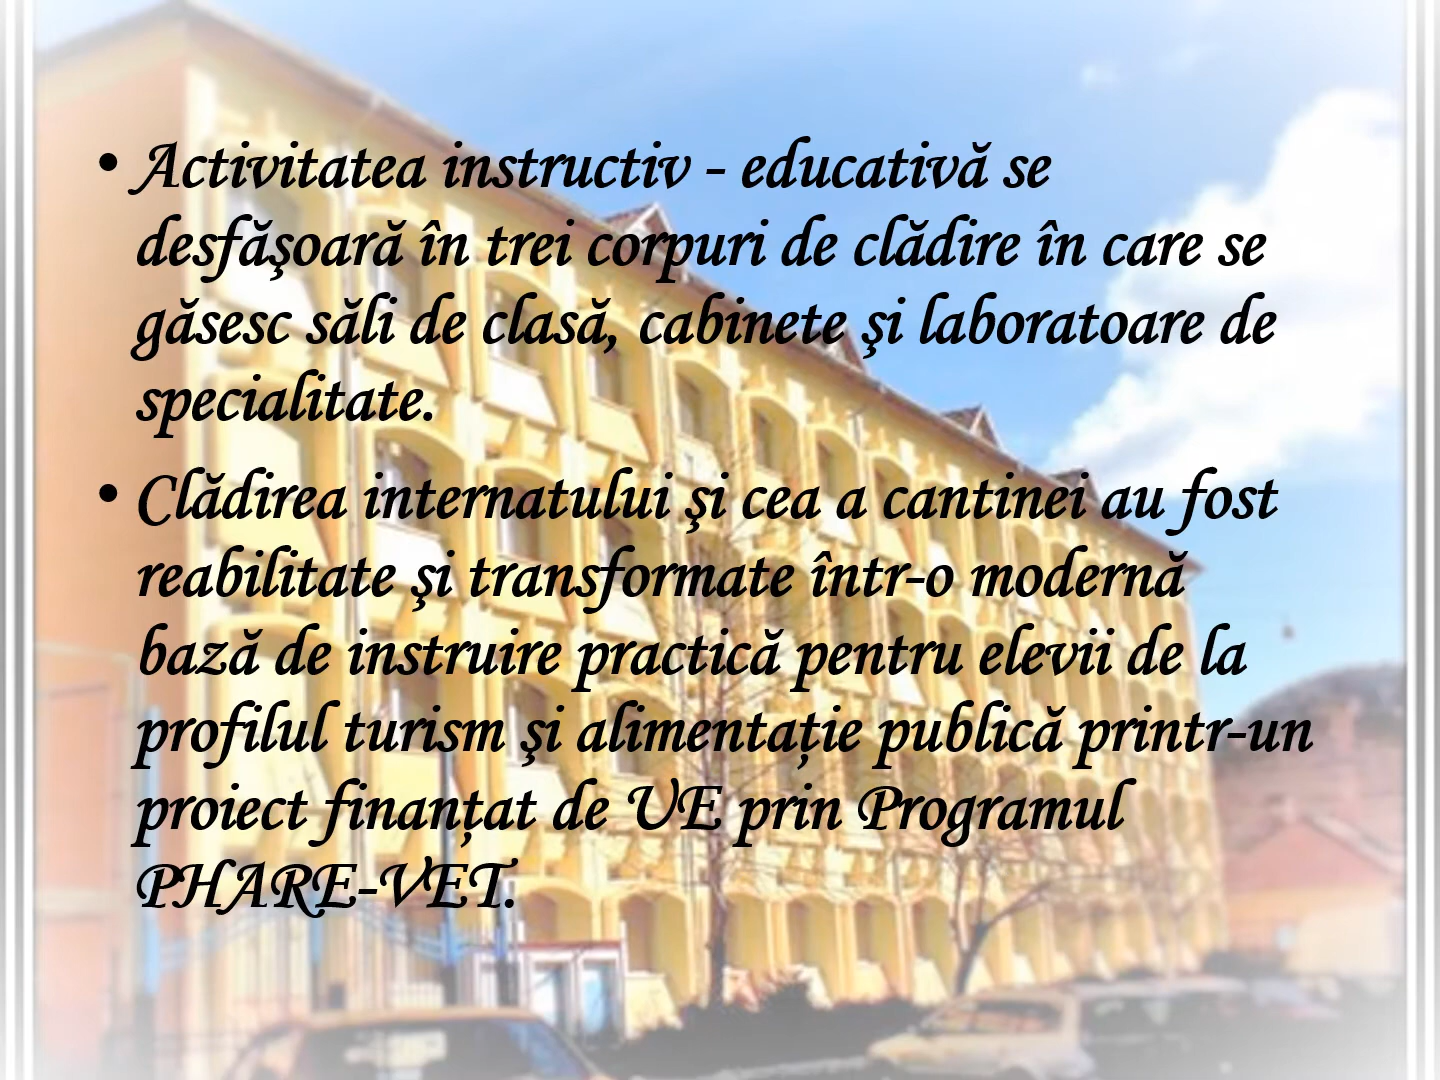 • Activitatea instructiv - educativă se
desfăşoară în trei corpuri de clădire în care se
găsesc săli de clasă, cabinete şi laboratoare de
specialitate.
• Clădirea internatului şi cea a cantinei au fost
reabilitate şi transformate într-o modernă
bază de instruire practică pentru elevii de la
profilul turism şi alimentaţie publică printr-un
proiect finanţat de UE prin Programul
PHARE-VET.